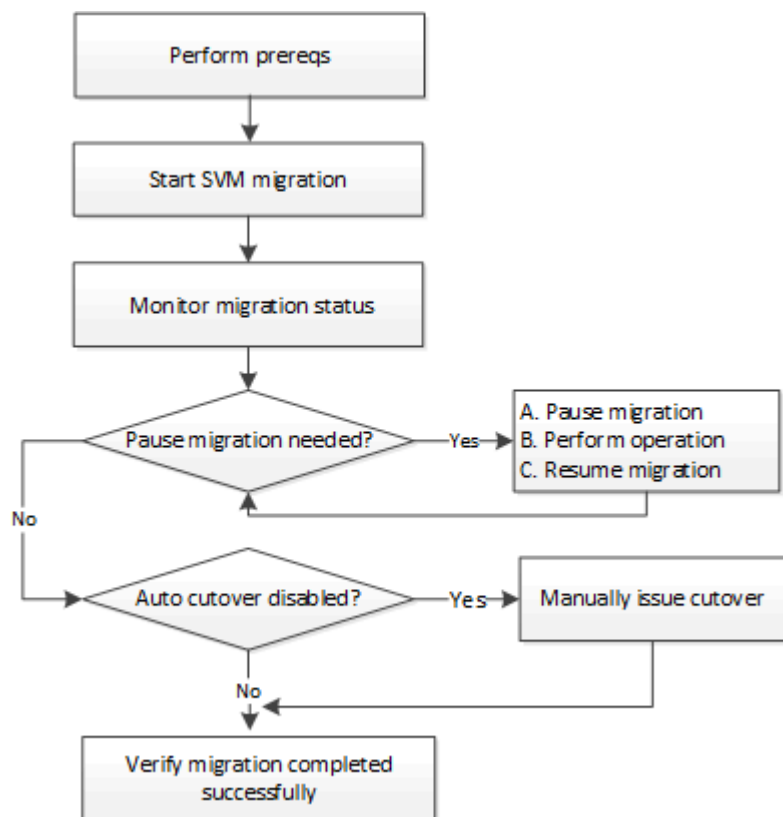 Perform prereqs
Start SVM migration
Monitor migration status
Pause migration needed?
Yes
A. Pause migration
B. Perform operation
C. Resume migration
No
Auto cutover disabled?
Yes
Manually issue cutover
No
Verify migration completed
successfully